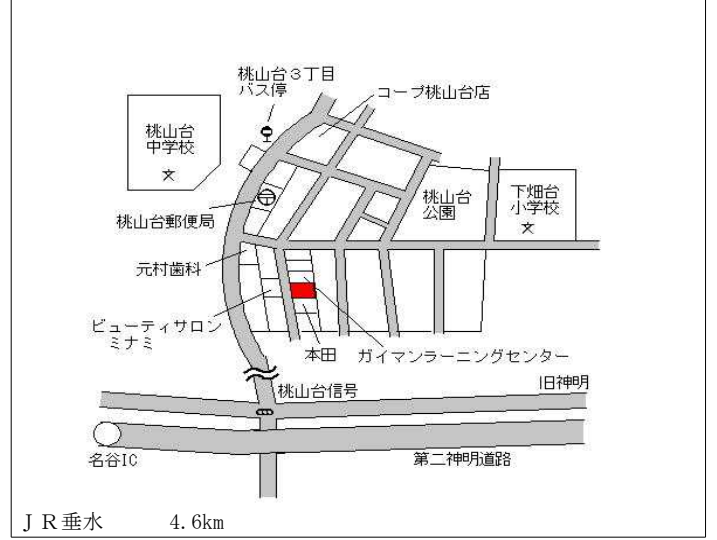 桃山台３丁目
バス停
コープ桃山台店
桃山台
中学校
文
桃山台
公園
下畑台
小学校
文
桃山台郵便局
元村歯科
ビューティサロン
ミナミ
本田
ガイマンラーニングセンター
桃山台信号
旧神明
名谷IC
第二神明道路
ＪＲ垂水 4.6km